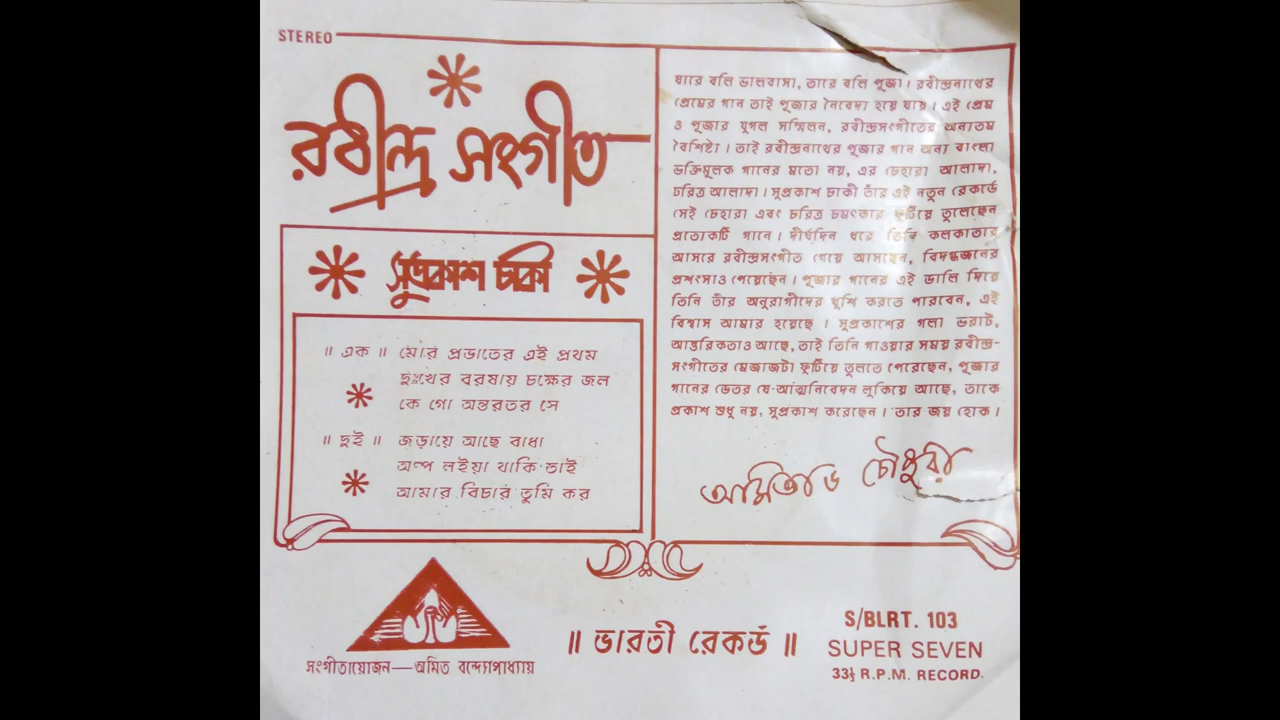 STEREO
রবীন্দ্র সংগীত
সুপ্রকাশ চাকী
॥ এক ॥ মোর প্রভাতের এই প্রথম
দুঃখের বরষায় চক্ষের জল
কে গো অন্তরতর সে
॥ দুই ॥ জড়ায়ে আছে বাধা
অল্প লইয়া থাকি তাই
আমার বিচার তুমি কর
যারে বলি ভালবাসা, তারে বলি পূজা। রবীন্দ্রনাথের
প্রেমের গান তাই পূজার নৈবেদ্য হয়ে যায়। এই প্রেম
ও পূজার যুগল সম্মিলন, রবীন্দ্রসংগীতের অন্যতম
বৈশিষ্ট্য। তাই রবীন্দ্রনাথের পূজার গান অন্য বাংলা
ভক্তিমূলক গানের মতো নয়, এর চেহারা আলাদা,
চরিত্র আলাদা। সুপ্রকাশ চাকী তাঁর এই নতুন রেকর্ডে
সেই চেহারা এবং চরিত্র চমৎকার ফুটিয়ে তুলেছেন
প্রত্যেকটি গানে। দীর্ঘদিন ধরে তিনি কলকাতার
আসরে রবীন্দ্রসংগীত গেয়ে আসছেন, বিদগ্ধজনের
প্রশংসাও পেয়েছেন। পূজার গানের এই ডালি দিয়ে
তিনি তাঁর অনুরাগীদের খুশি করতে পারবেন, এই
বিশ্বাস আমার হয়েছে। সুপ্রকাশের গলা ভরাট,
আন্তরিকতাও আছে, তাই তিনি গাওয়ার সময় রবীন্দ্র-
সংগীতের মেজাজটা ফুটিয়ে তুলতে পেরেছেন, পূজার
গানের ভেতর যে-আত্মনিবেদন লুকিয়ে আছে, তাকে
প্রকাশ শুধু নয়, সুপ্রকাশ করেছেন। তার জয় হোক।
অমিতাভ চৌধুরী
সংগীতায়োজন—অমিত বন্দ্যোপাধ্যায়
॥ ভারতী রেকর্ড ॥
S/BLRT. 103
SUPER SEVEN
33⅓ R.P.M. RECORD.